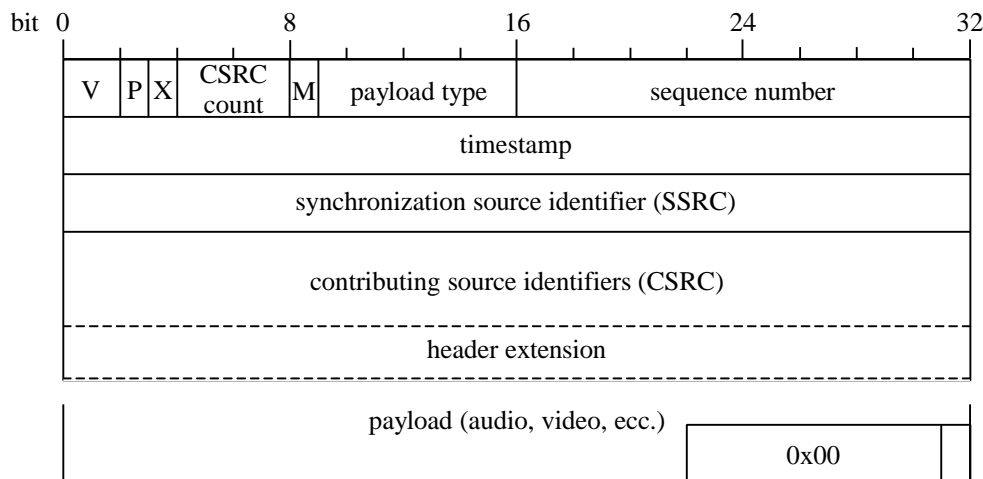 bit 0 8 16 24 32
V P X CSRC count M payload type sequence number
timestamp
synchronization source identifier (SSRC)
contributing source identifiers (CSRC)
header extension
payload (audio, video, ecc.)
0x00